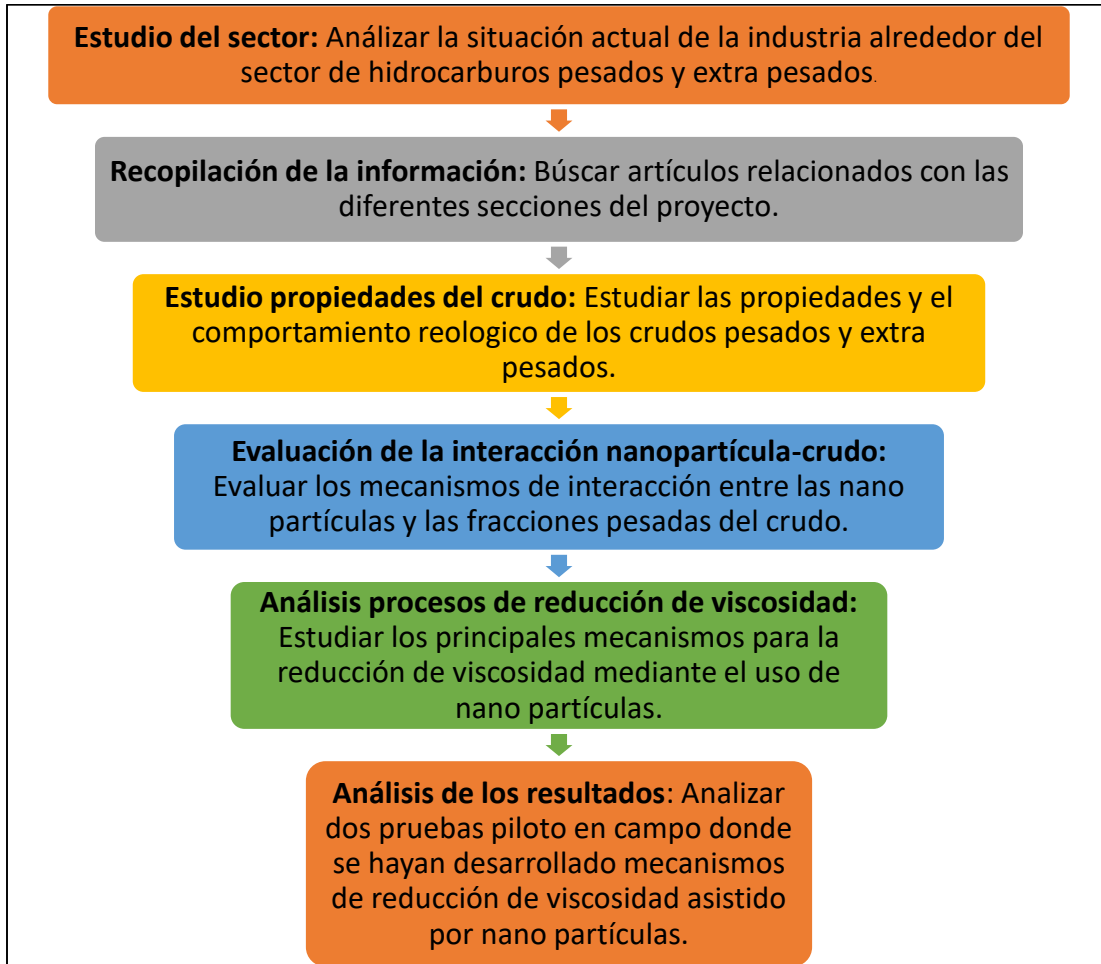 Estudio del sector: Análizar la situación actual de la industria alrededor del
sector de hidrocarburos pesados y extra pesados.
Recopilación de la información: Búscar artículos relacionados con las
diferentes secciones del proyecto.
Estudio propiedades del crudo: Estudiar las propiedades y el
comportamiento reologico de los crudos pesados y extra
pesados.
Evaluación de la interacción nanopartícula-crudo:
Evaluar los mecanismos de interacción entre las nano
partículas y las fracciones pesadas del crudo.
Análisis procesos de reducción de viscosidad:
Estudiar los principales mecanismos para la
reducción de viscosidad mediante el uso de
nano partículas.
Análisis de los resultados: Analizar
dos pruebas piloto en campo donde
se hayan desarrollado mecanismos
de reducción de viscosidad asistido
por nano partículas.